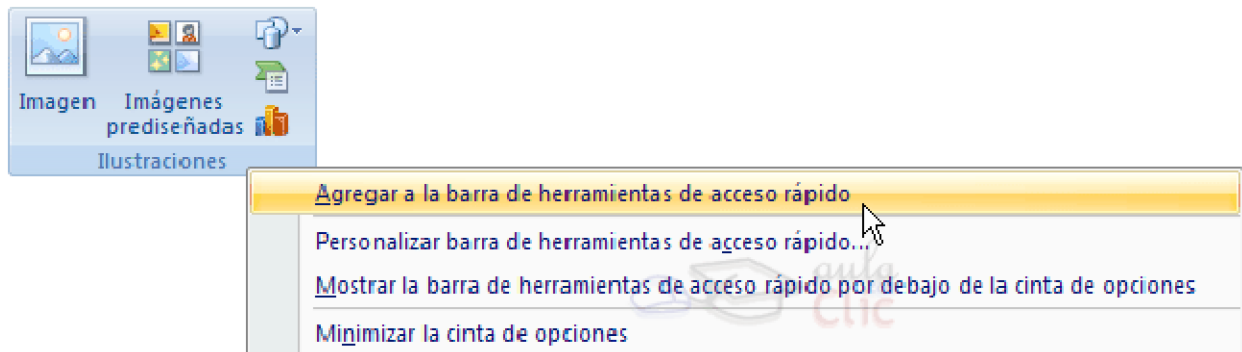 Imagen
Imágenes
prediseñadas
Ilustraciones
Agregar a la barra de herramientas de acceso rápido
Personalizar barra de herramientas de acceso rápido...
Mostrar la barra de herramientas de acceso rápido por debajo de la cinta de opciones
Minimizar la cinta de opciones
aula
Clic